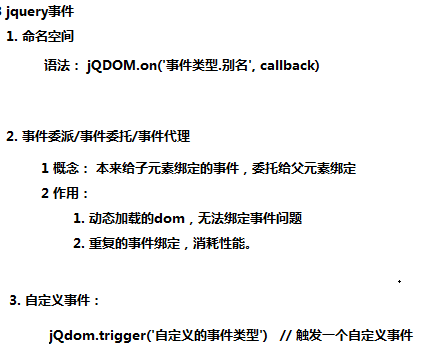 jquery事件
1. 命名空间
语法： jQDOM.on('事件类型.别名', callback)
2. 事件委派/事件委托/事件代理
1 概念： 本来给子元素绑定的事件，委托给父元素绑定
2 作用：
1. 动态加载的dom，无法绑定事件问题
2. 重复的事件绑定，消耗性能。
3. 自定义事件：
jQdom.trigger('自定义的事件类型') // 触发一个自定义事件